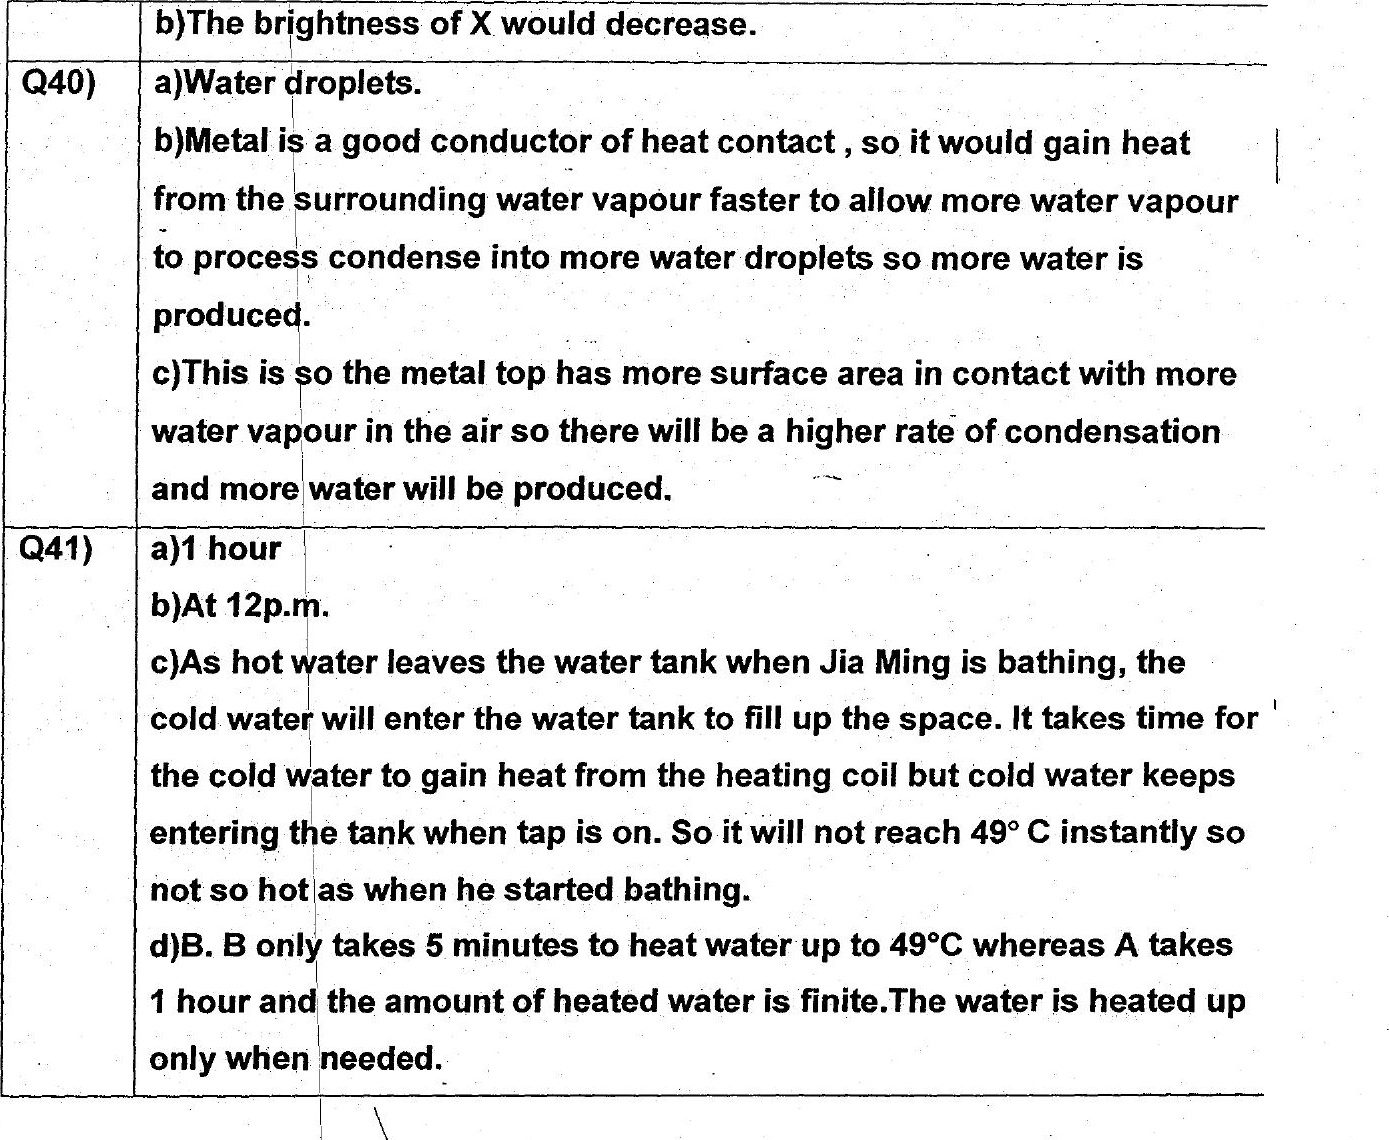 b)The brightness of X would decrease.
Q40) a)Water droplets.
b)Metal is a good conductor of heat contact , so it would gain heat
from the surrounding water vapour faster to allow more water vapour
to process condense into more water droplets so more water is
produced.
c)This is so the metal top has more surface area in contact with more
water vapour in the air so there will be a higher rate of condensation
and more water will be produced.
Q41) a)1 hour
b)At 12p.m.
c)As hot water leaves the water tank when Jia Ming is bathing, the
cold water will enter the water tank to fill up the space. It takes time for
the cold water to gain heat from the heating coil but cold water keeps
entering the tank when tap is on. So it will not reach 49° C instantly so
not so hot as when he started bathing.
d)B. B only takes 5 minutes to heat water up to 49°C whereas A takes
1 hour and the amount of heated water is finite.The water is heated up
only when needed.